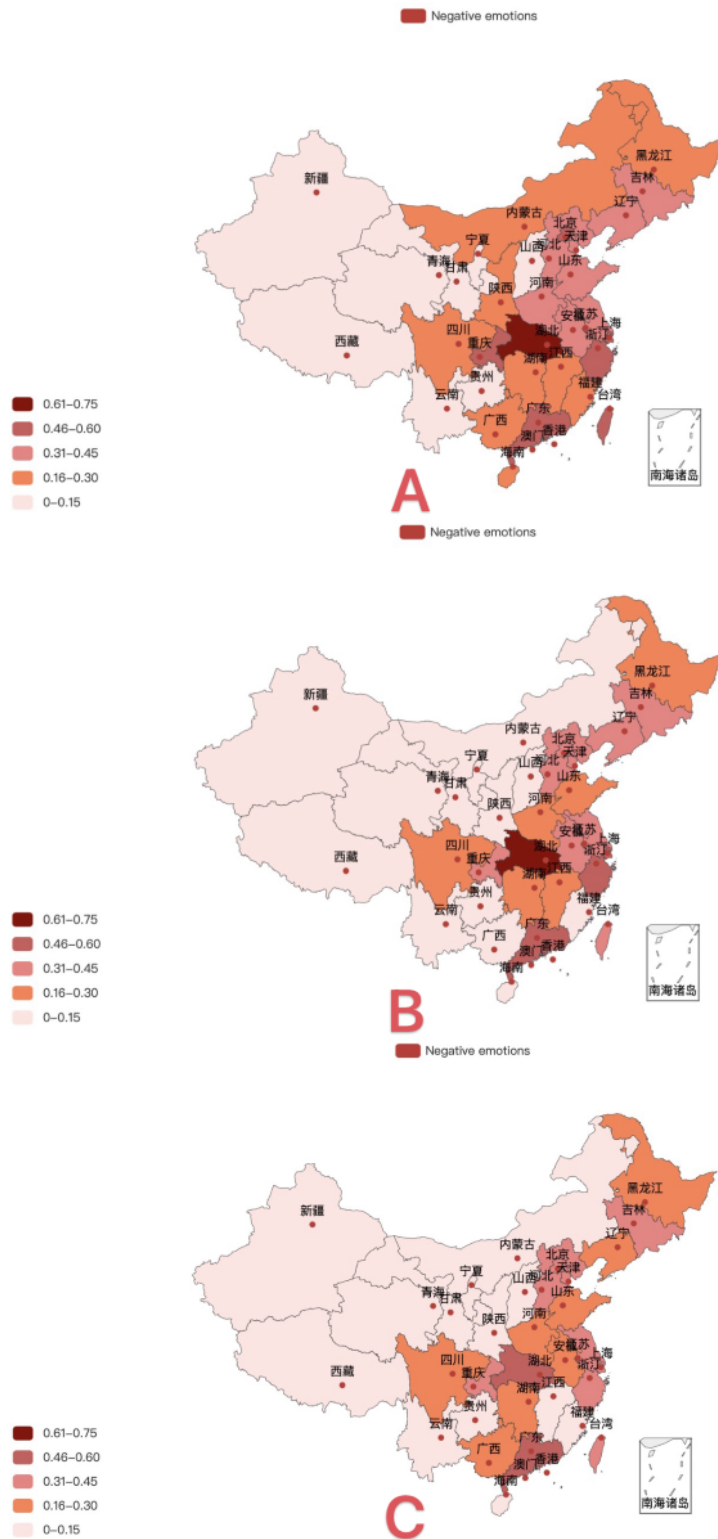 Negative emotions
黑龙江
新疆
吉林
辽宁
内蒙古
北京
宁夏
天津
山西
河北
青海
甘肃
山东
陕西
河南
安徽
江苏
上海
四川
湖北
浙江
西藏
重庆
湖南
江西
贵州
福建
云南
台湾
广西
广东
澳门
香港
海南
南海诸岛
0.61–0.75
0.46–0.60
0.31–0.45
0.16–0.30
0–0.15
A
Negative emotions
黑龙江
新疆
吉林
辽宁
内蒙古
北京
宁夏
天津
山西
河北
青海
甘肃
山东
陕西
河南
安徽
江苏
上海
四川
湖北
浙江
西藏
重庆
湖南
江西
贵州
福建
云南
台湾
广西
广东
澳门
香港
海南
南海诸岛
0.61–0.75
0.46–0.60
0.31–0.45
0.16–0.30
0–0.15
B
Negative emotions
黑龙江
新疆
吉林
辽宁
内蒙古
北京
宁夏
天津
山西
河北
青海
甘肃
山东
陕西
河南
安徽
江苏
上海
四川
湖北
浙江
西藏
重庆
湖南
江西
贵州
福建
云南
台湾
广西
广东
澳门
香港
海南
南海诸岛
0.61–0.75
0.46–0.60
0.31–0.45
0.16–0.30
0–0.15
C